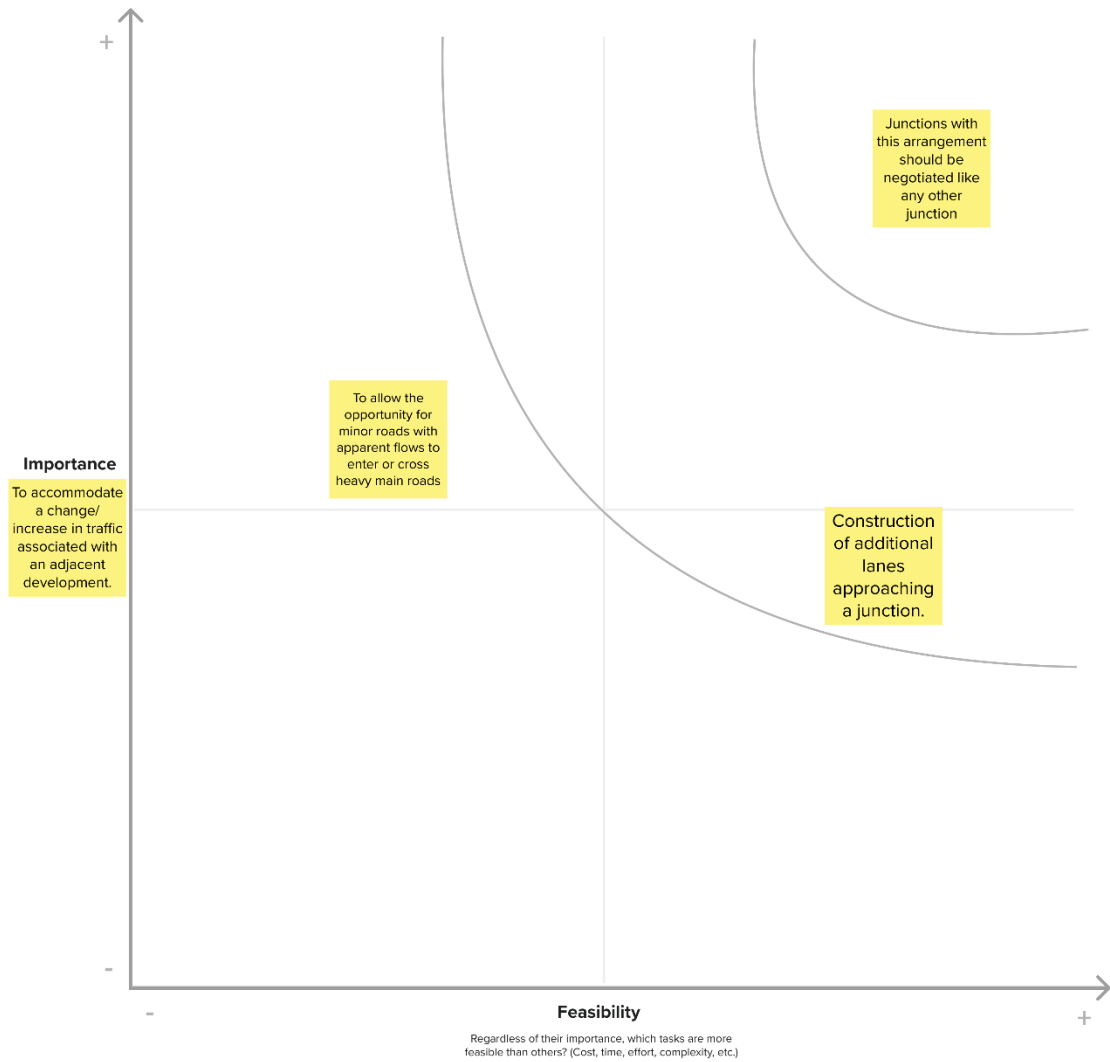 +
Junctions with
this arrangement
should be
negotiated like
any other
junction
To allow the
opportunity for
minor roads with
apparent flows to
enter or cross
heavy main roads
Importance
To accommodate
a change/
increase in traffic
associated with
an adjacent
development.
Construction
of additional
lanes
approaching
a junction.
-
-
Feasibility
+
Regardless of their importance, which tasks are more
feasible than others? (Cost, time, effort, complexity, etc.)